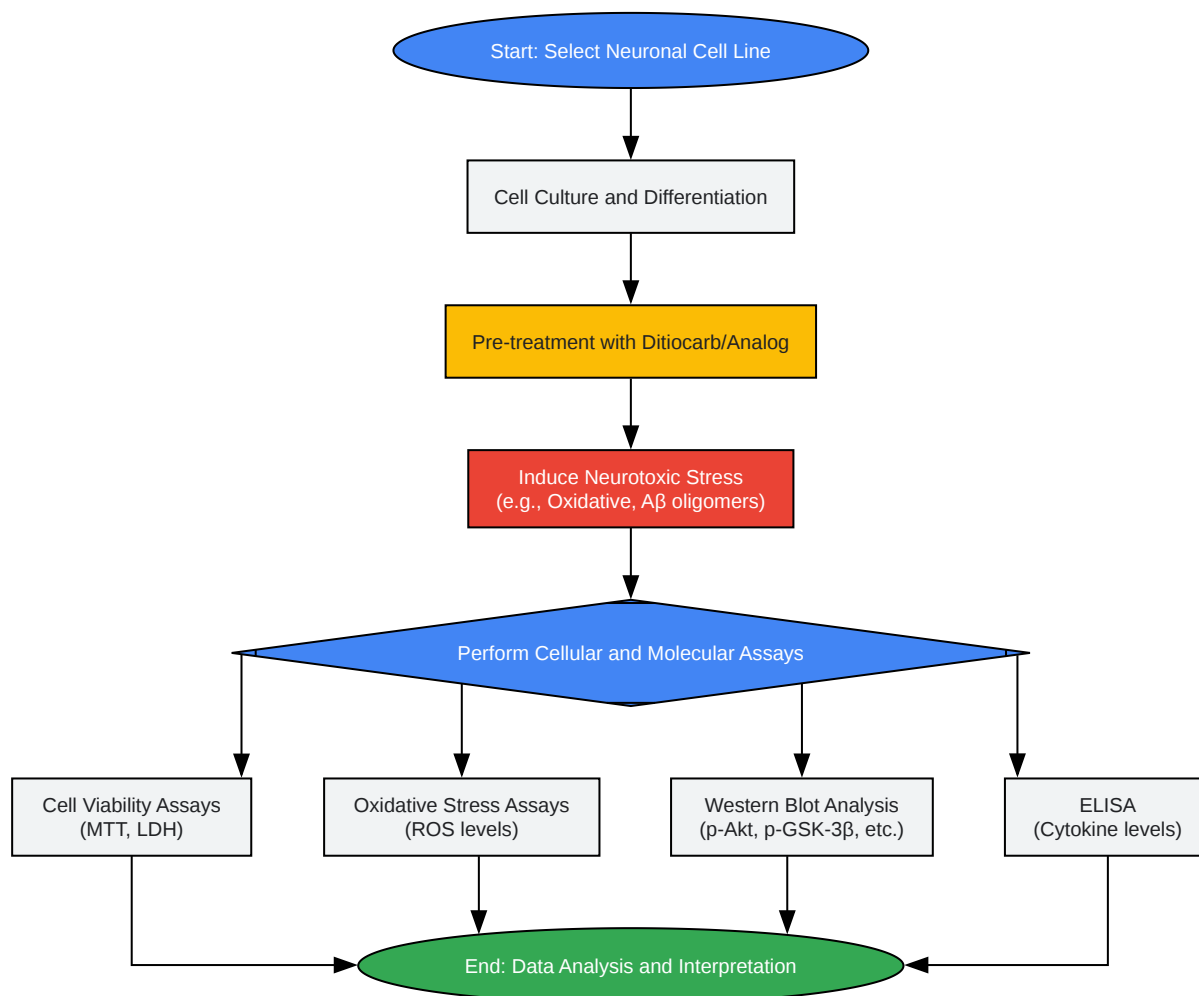 Start: Select Neuronal Cell Line
Cell Culture and Differentiation
Pre-treatment with Ditiocarb/Analog
Induce Neurotoxic Stress
(e.g., Oxidative, Aβ oligomers)
Perform Cellular and Molecular Assays
Cell Viability Assays
(MTT, LDH)
Oxidative Stress Assays
(ROS levels)
Western Blot Analysis
(p-Akt, p-GSK-3β, etc.)
ELISA
(Cytokine levels)
End: Data Analysis and Interpretation